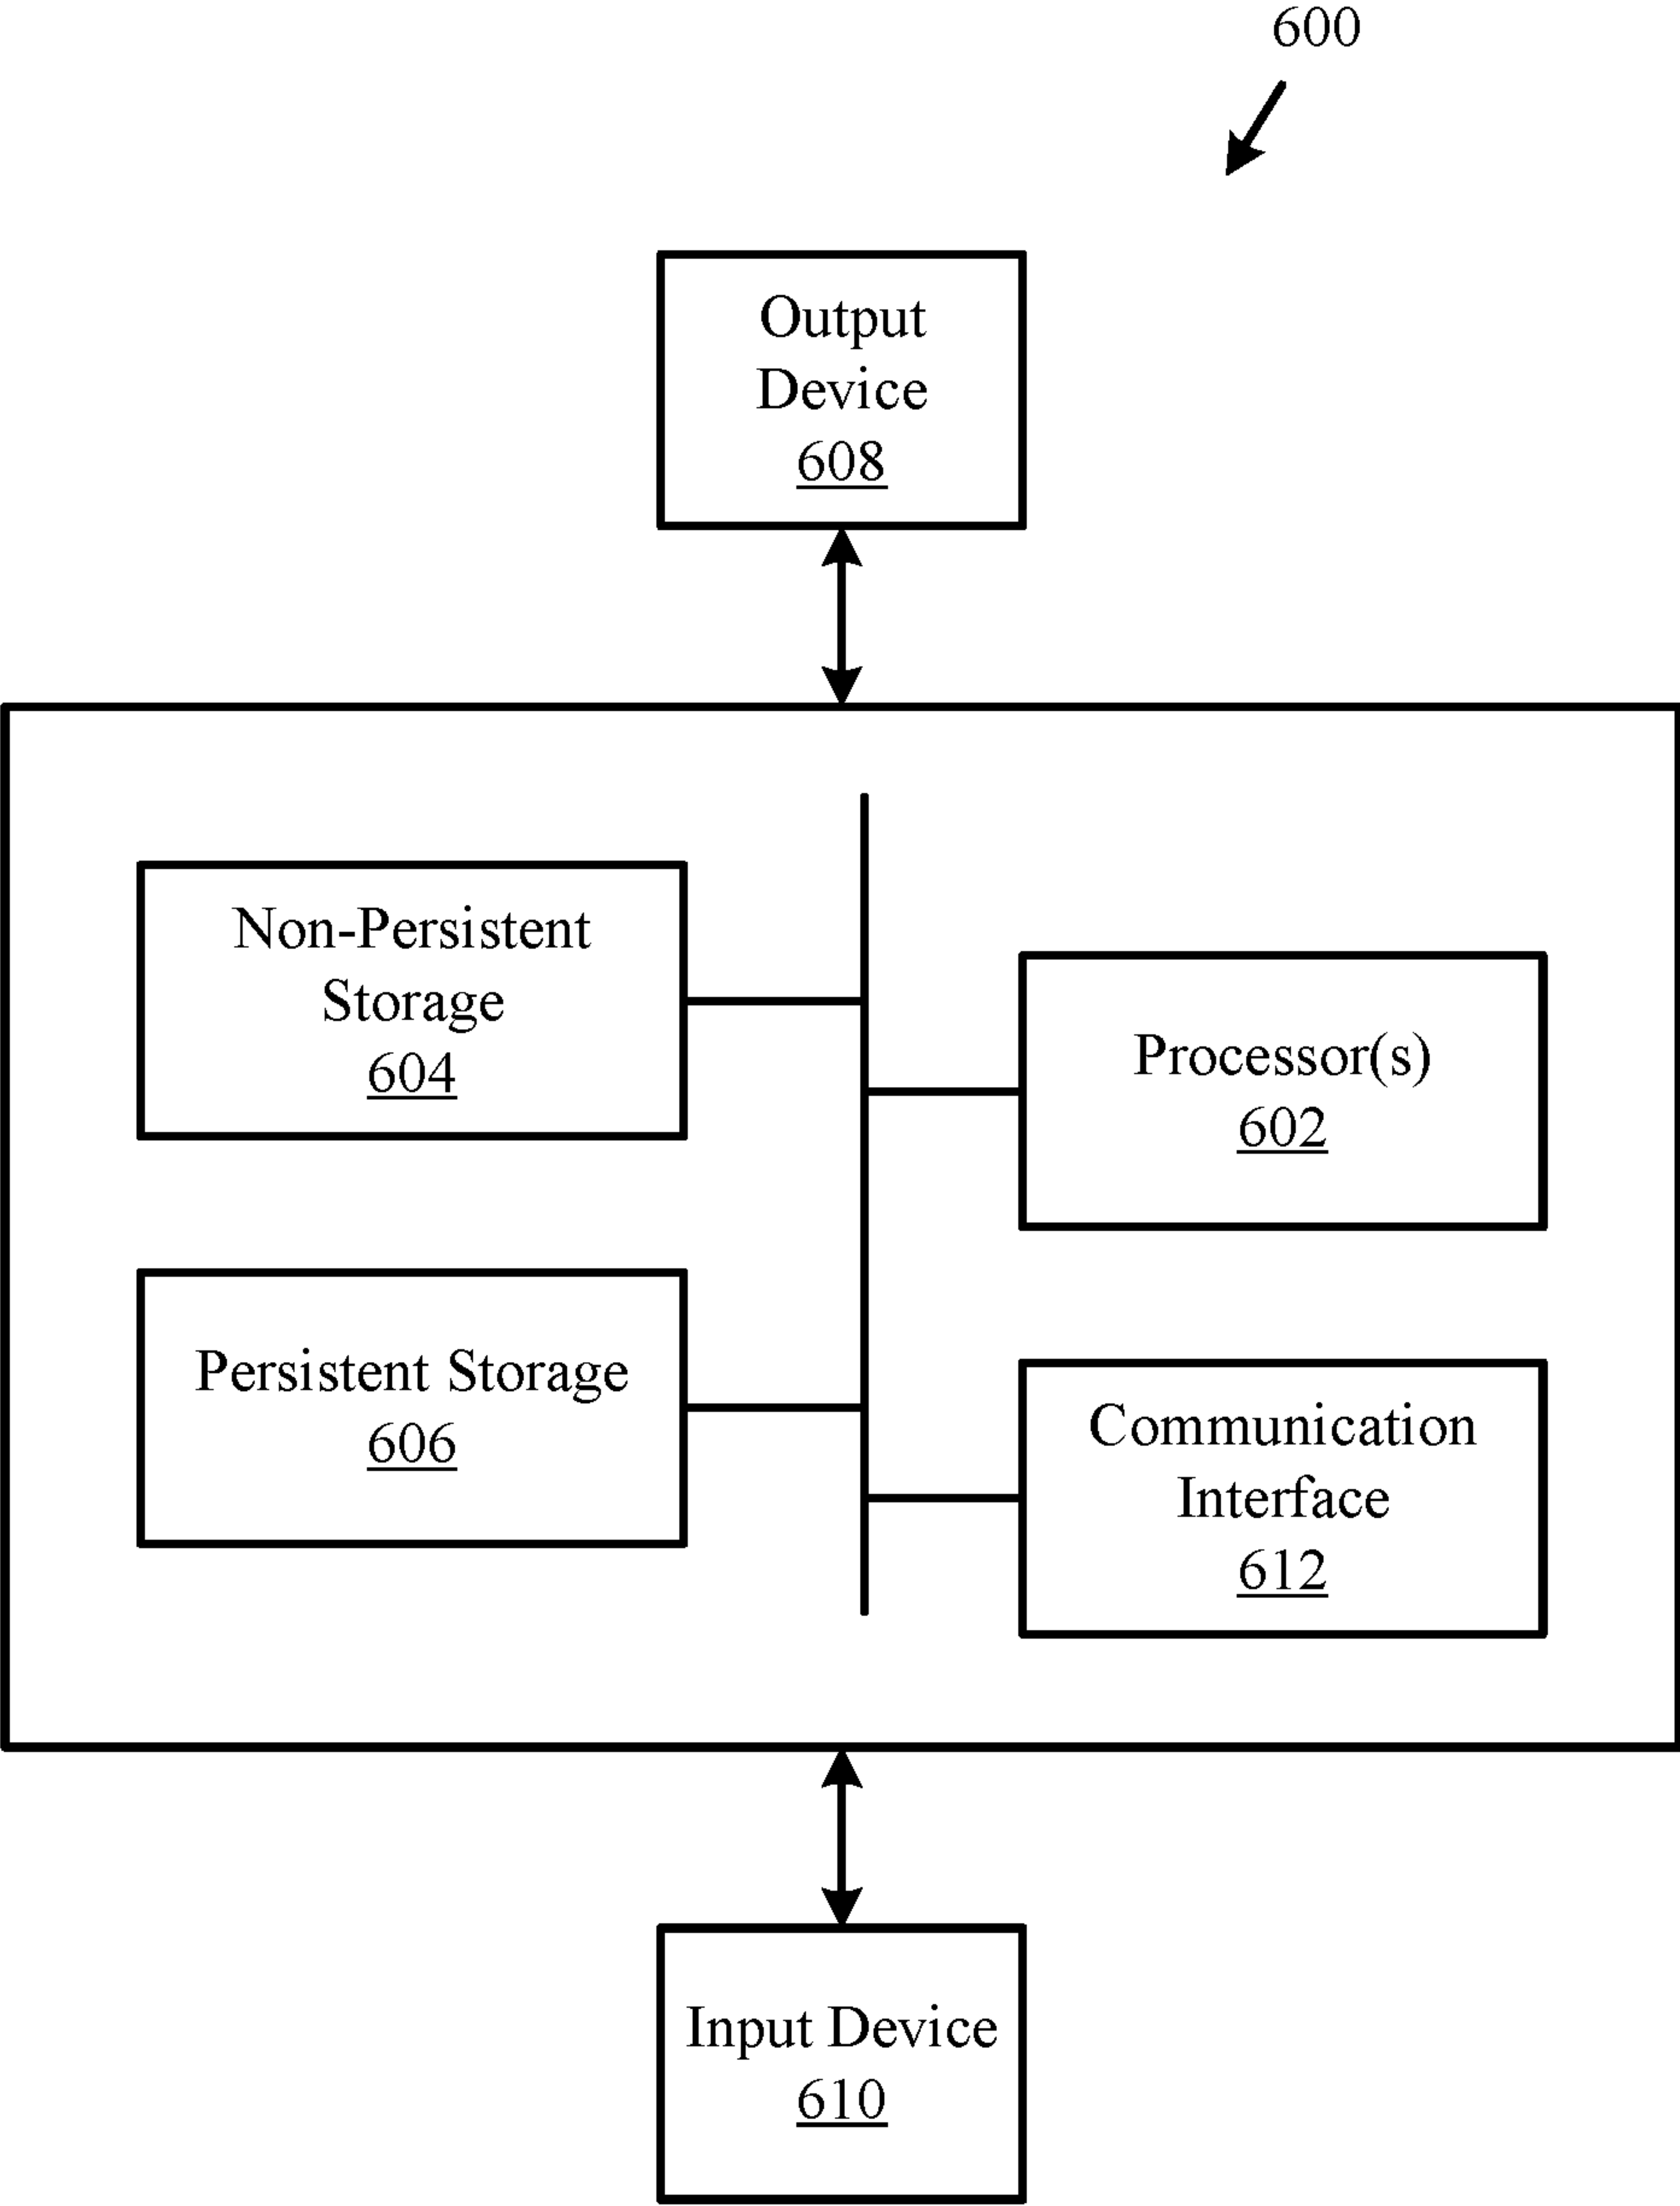 600
Output
Device
608
Non-Persistent
Storage
604
Processor(s)
602
Persistent Storage
606
Communication
Interface
612
Input Device
610